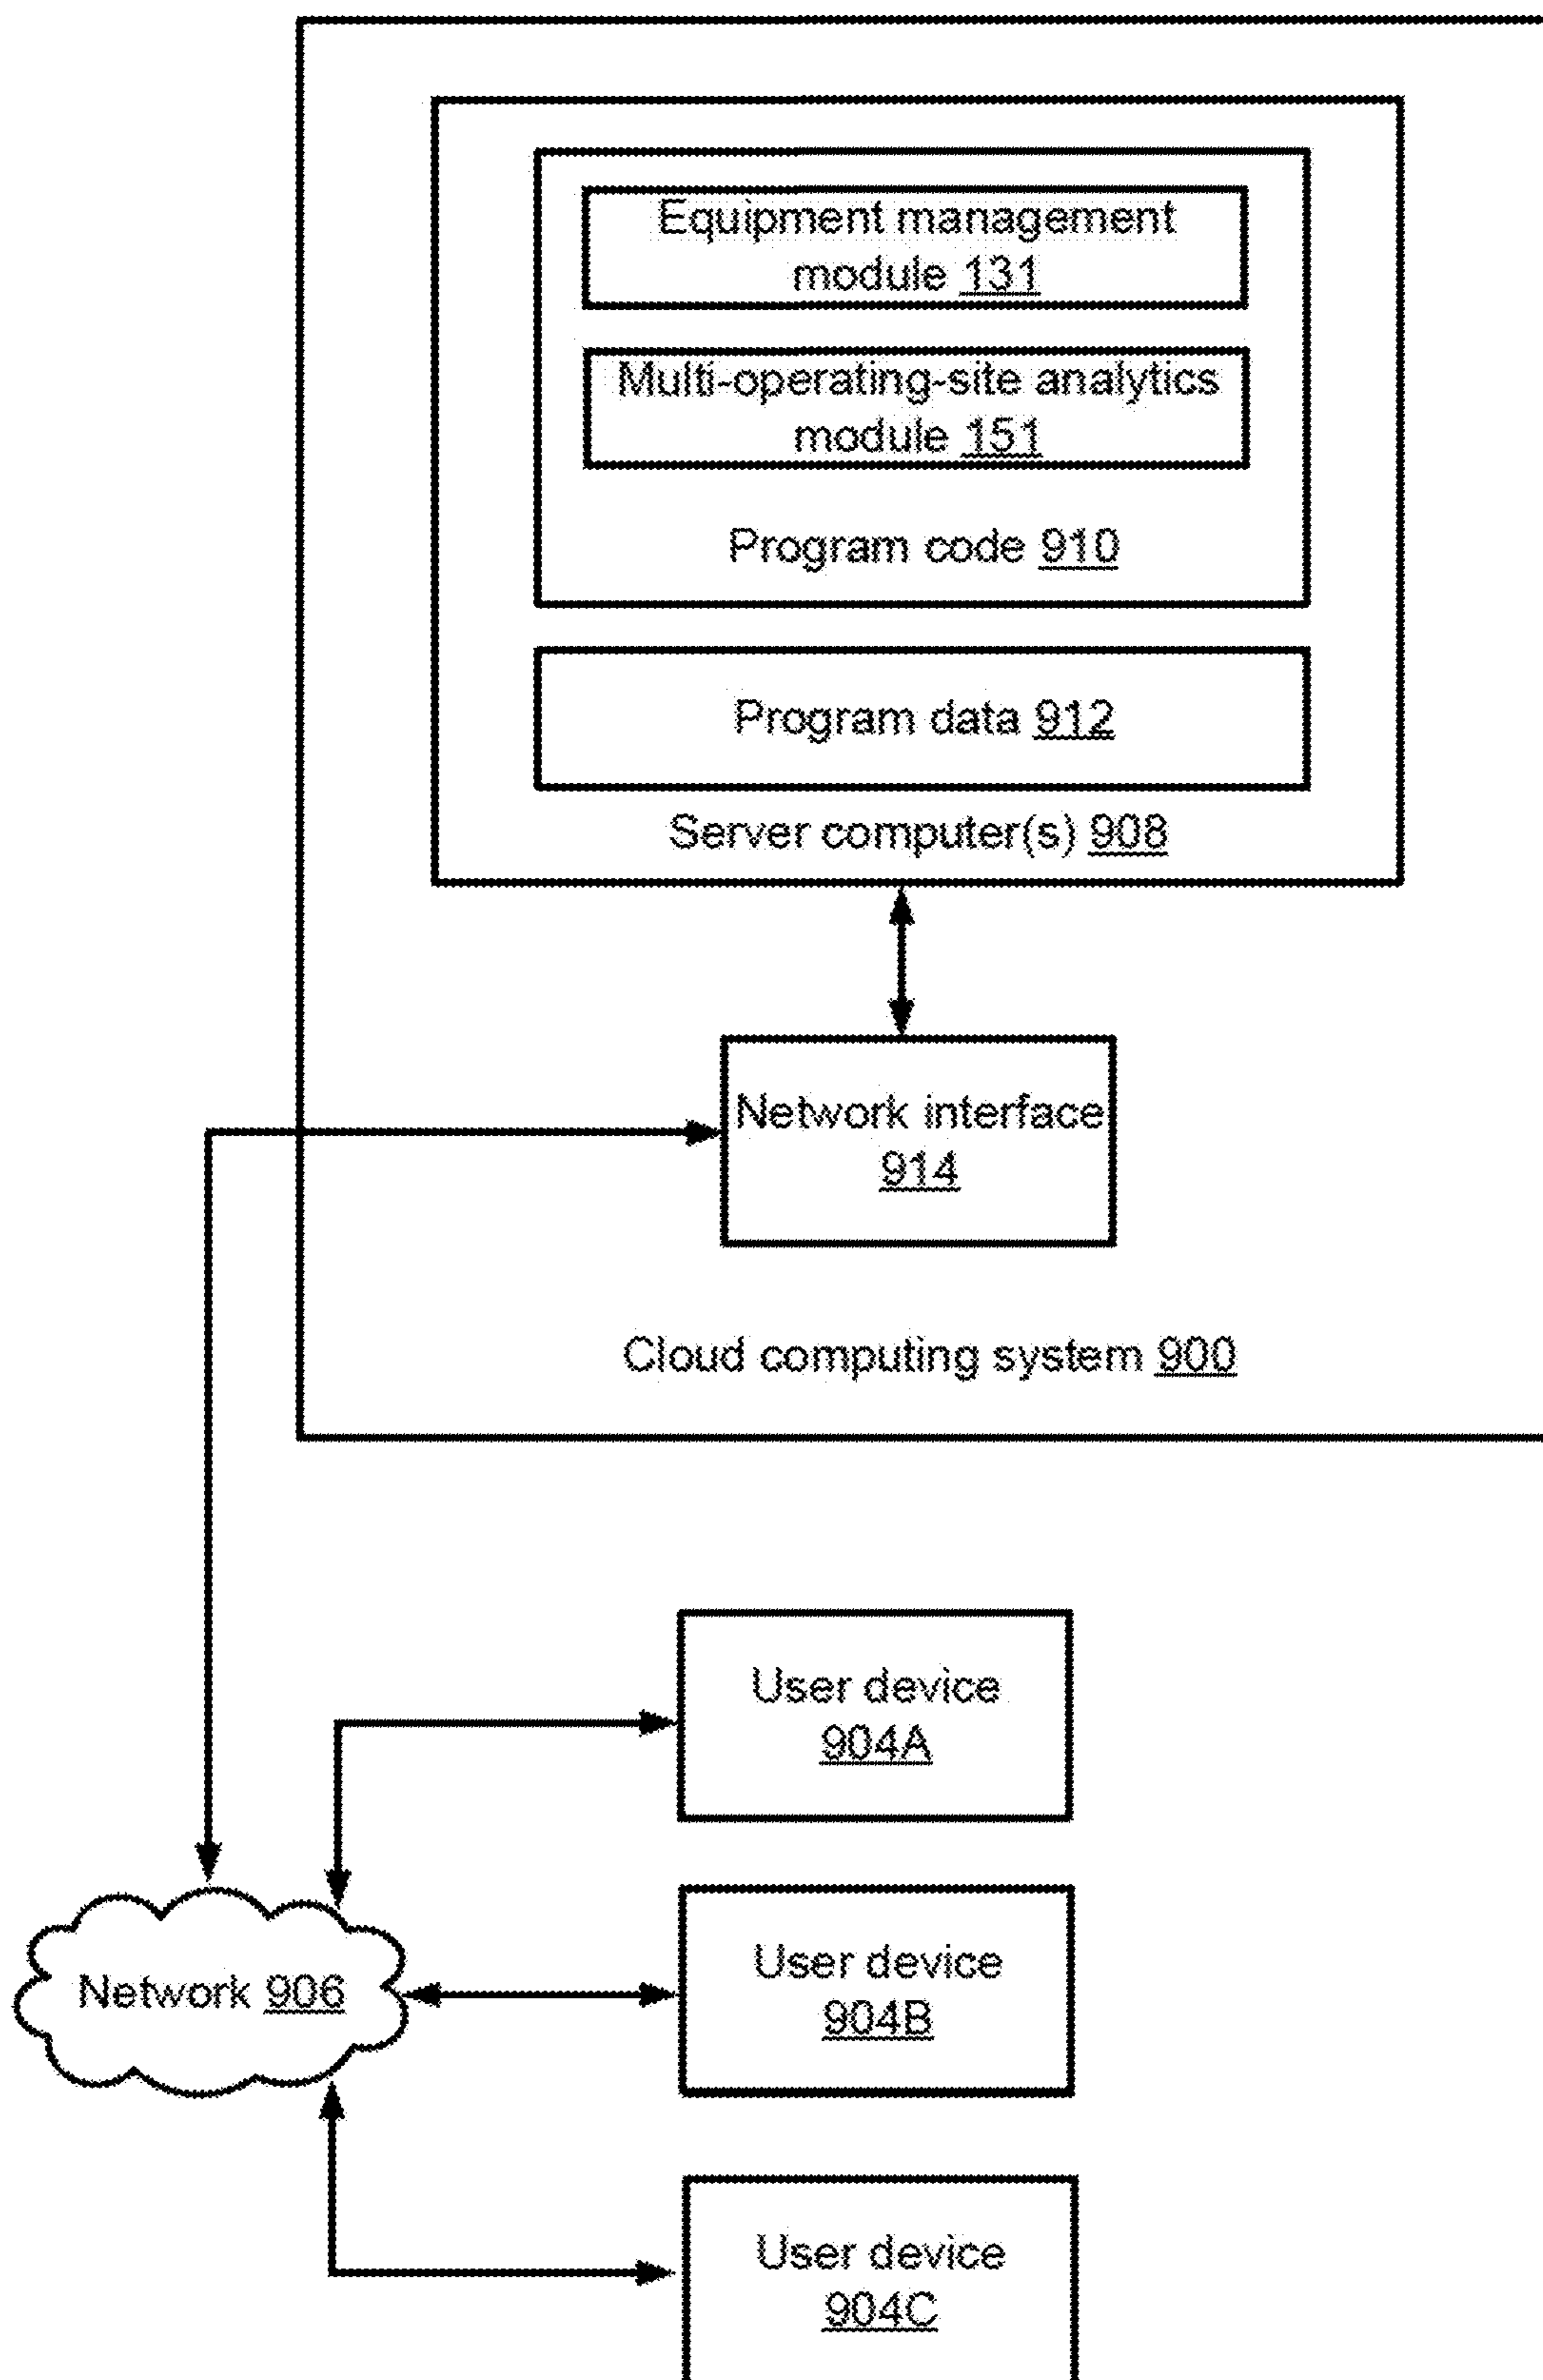 Equipment management
module 131
Multi-operating-site analytics
module 151
Program code 910
Program data 912
Server computer(s) 908
Network interface
914
Cloud computing system 900
User device
904A
Network 906
User device
904B
User device
904C